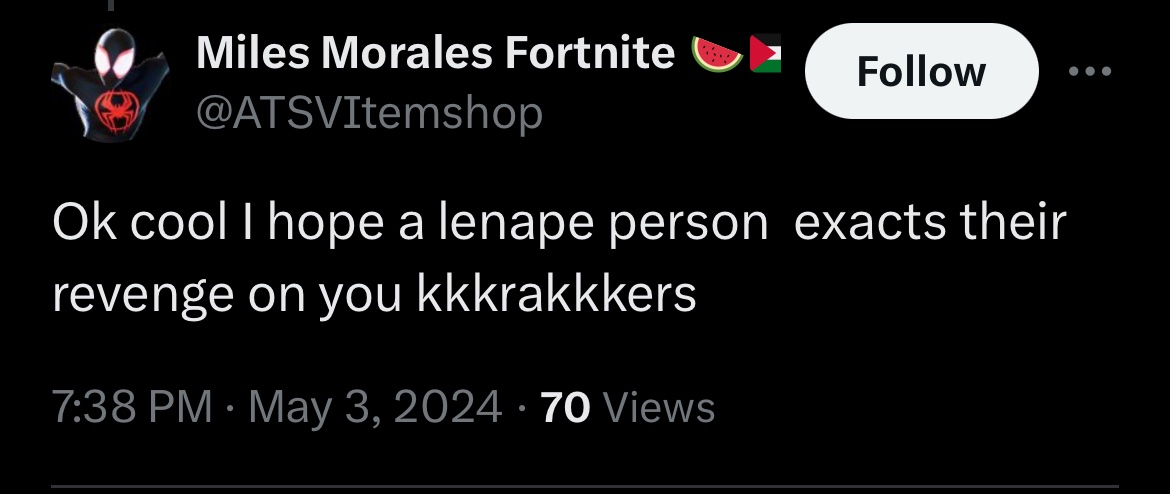 Miles Morales Fortnite 🍉🇵🇸
Follow
@ATSVItemshop
Ok cool I hope a lenape person  exacts their
revenge on you kkkrakkkers
7:38 PM · May 3, 2024 · 70 Views